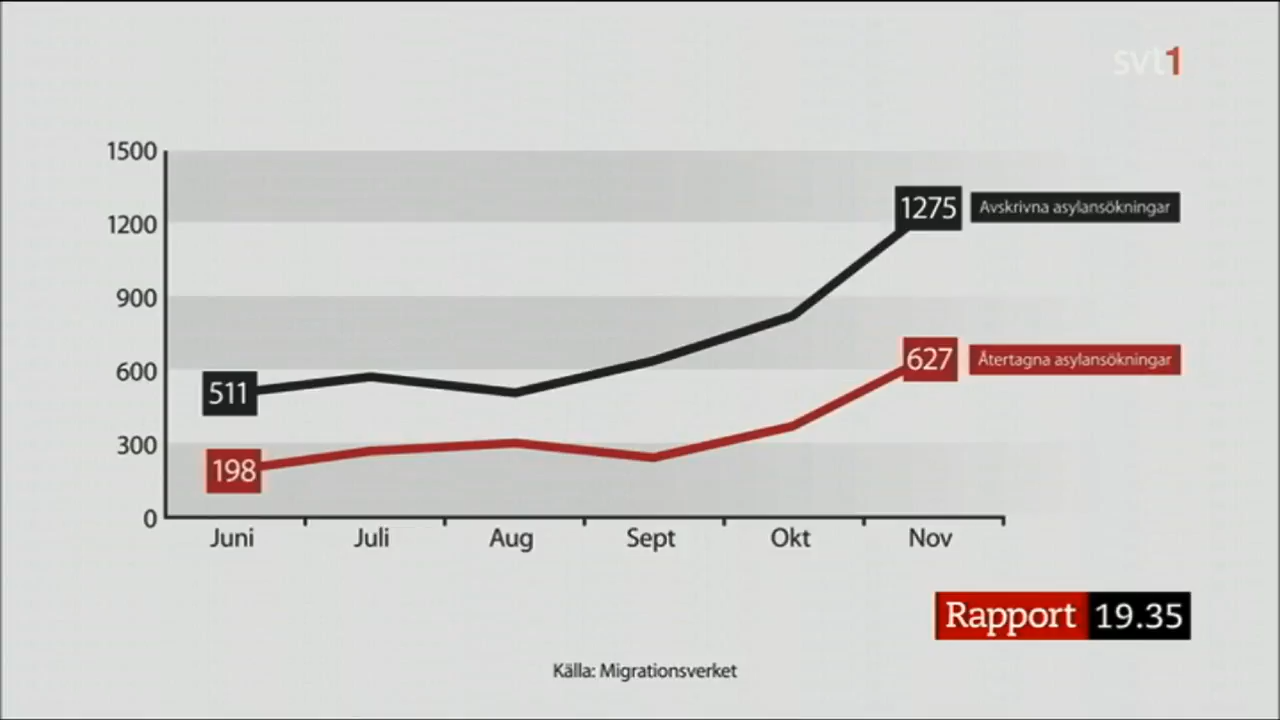 svt1
1500
1200
900
600
300
0
1275
Avskrivna asylansökningar
627
Återtagna asylansökningar
511
198
Juni Juli Aug Sept Okt Nov
Rapport 19.35
Källa: Migrationsverket